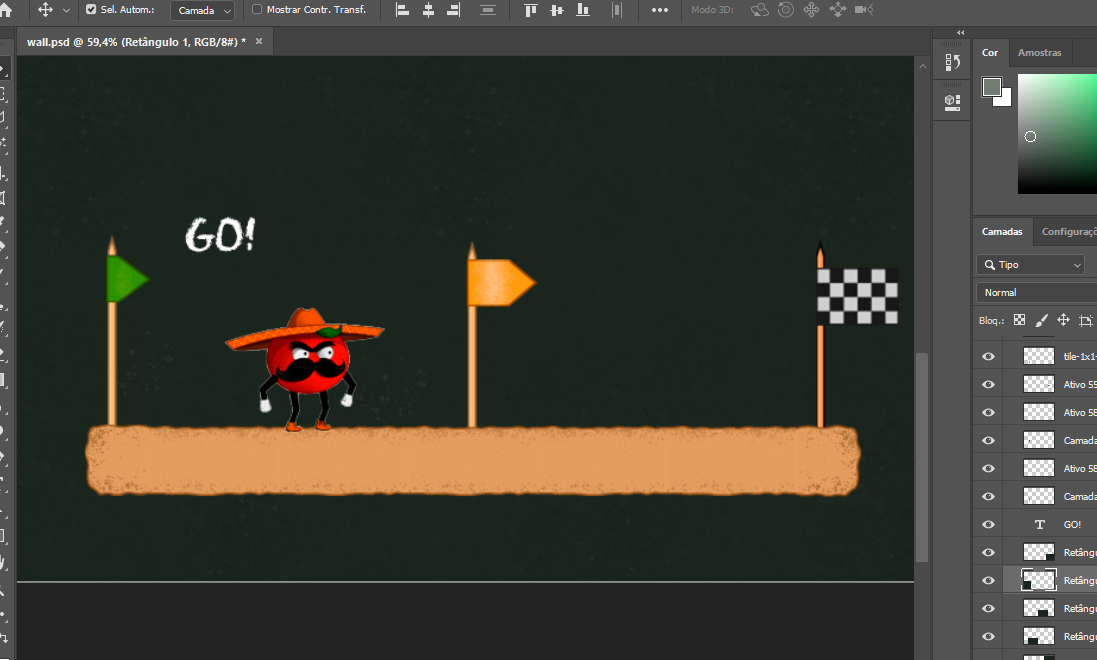 Sel. Autom.: Camada Mostrar Contr. Transf. Modo 3D:
wall.psd @ 59,4% (Retângulo 1, RGB/8#) *
Cor Amostras
GO!
Camadas Configuraçõ
Tipo
Normal
Bloq.:
tile-1x1-
Ativo 55
Ativo 58
Camada
Ativo 58
Camada
GO!
Retângu
Retângu
Retângu
Retângu